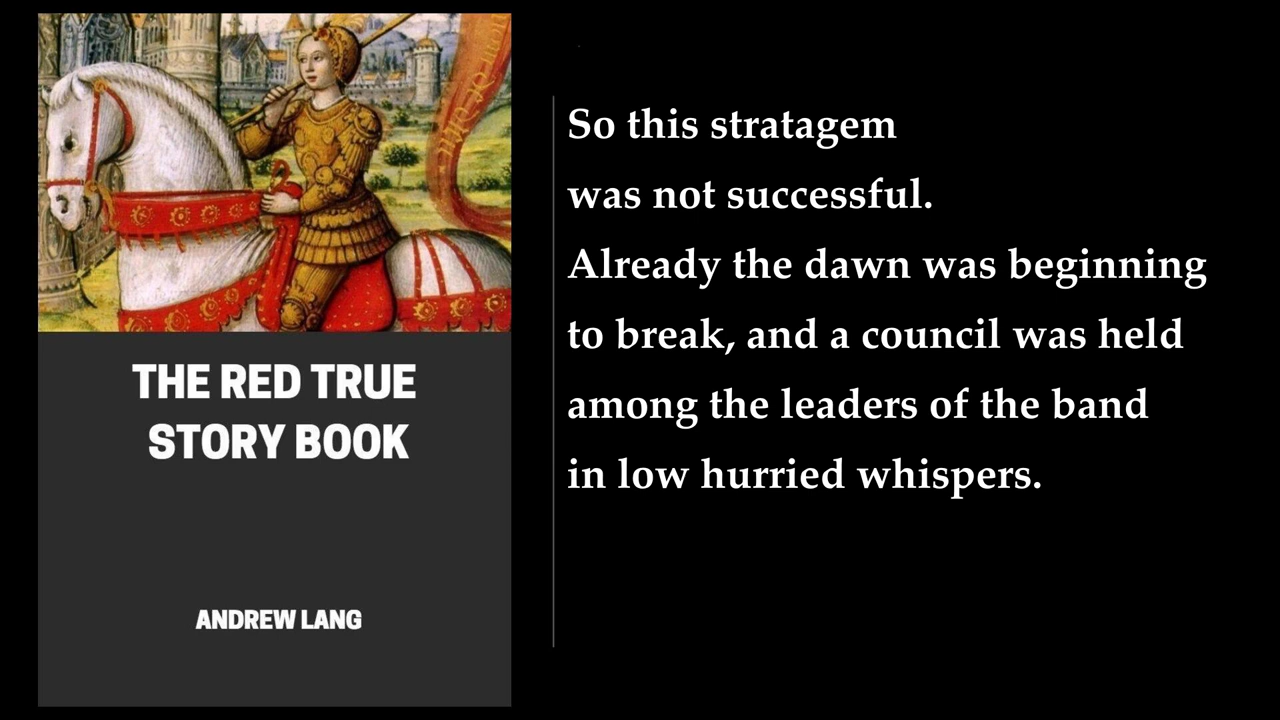 THE RED TRUE
STORY BOOK
ANDREW LANG
So this stratagem
was not successful.
Already the dawn was beginning
to break, and a council was held
among the leaders of the band
in low hurried whispers.